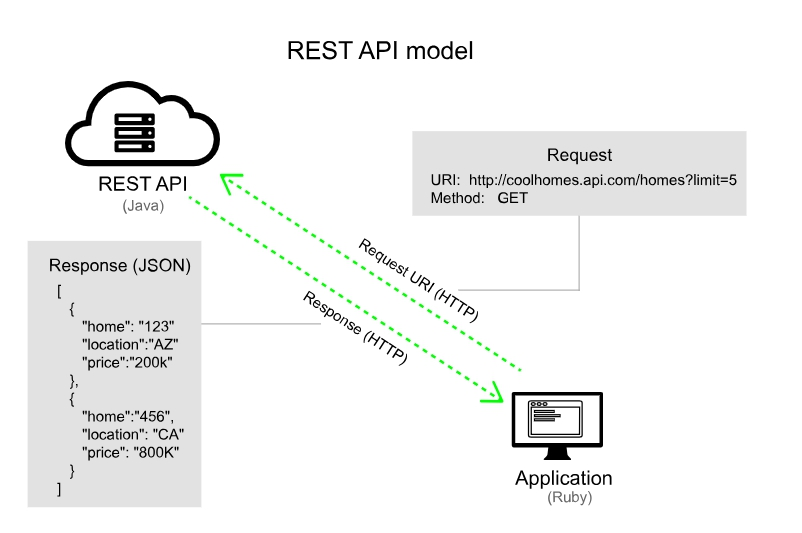 REST API model
REST API
(Java)
Request
URI: http://coolhomes.api.com/homes?limit=5
Method: GET
Request URI (HTTP)
Response (HTTP)
Response (JSON)
[
{
"home": "123"
"location":"AZ"
"price":"200k"
},
{
"home":"456",
"location": "CA"
"price": "800K"
}
]
Application
(Ruby)